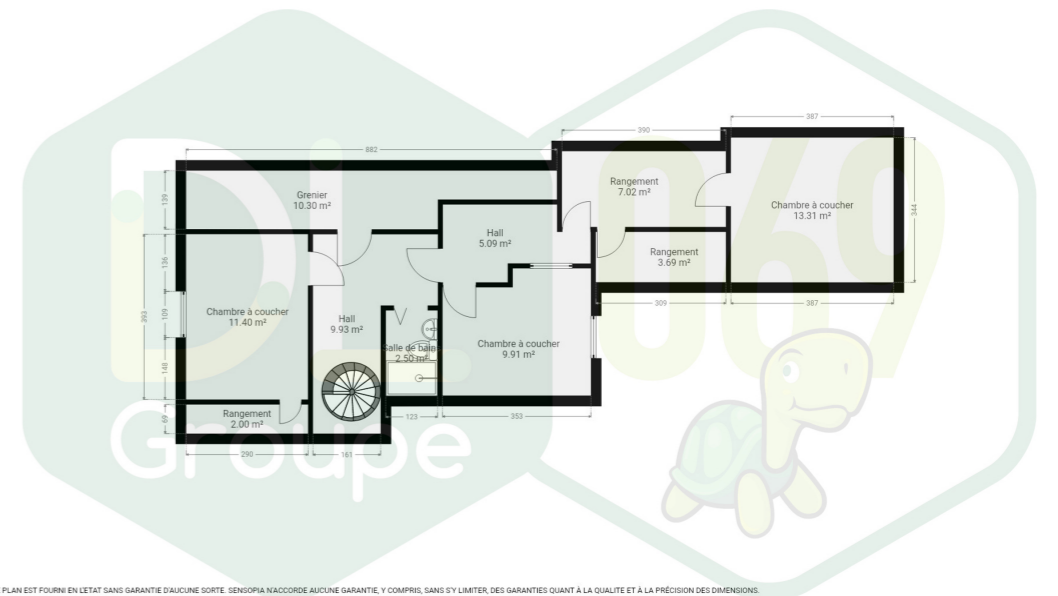 387
390
882
Rangement
7.02 m²
Grenier
10.30 m²
139
Chambre à coucher
13.31 m²
344
Hall
5.09 m²
Rangement
3.69 m²
136
393
109
148
309
387
Chambre à coucher
11.40 m²
Hall
9.93 m²
Salle de bain
2.50 m²
Chambre à coucher
9.91 m²
69
Rangement
2.00 m²
123
353
290
161
DL
069
Groupe
PLAN EST FOURNI EN L'ETAT SANS GARANTIE D'AUCUNE SORTE. SENSOPIA N'ACCORDE AUCUNE GARANTIE, Y COMPRIS, SANS S'Y LIMITER, DES GARANTIES QUANT À LA QUALITE ET À LA PRÉCISION DES DIMENSIONS.